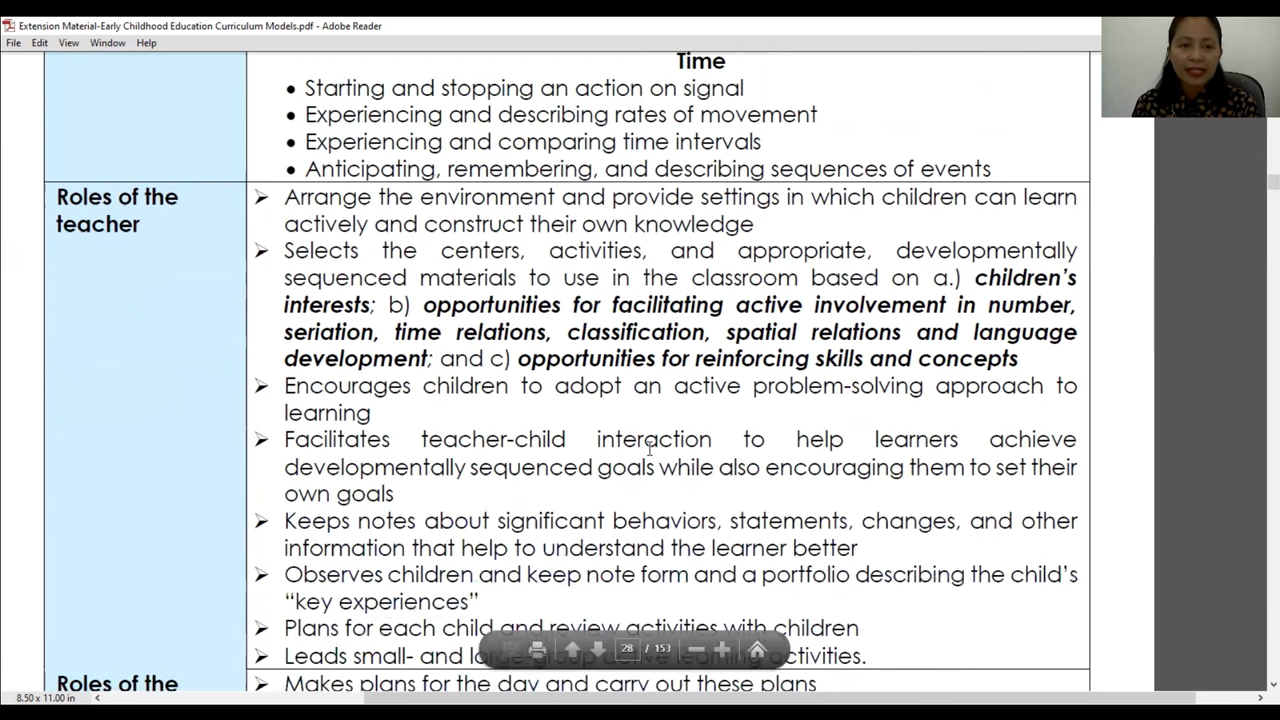 Extension Material-Early Childhood Education Curriculum Models.pdf - Adobe Reader
File Edit View Window Help
Time
• Starting and stopping an action on signal
• Experiencing and describing rates of movement
• Experiencing and comparing time intervals
• Anticipating, remembering, and describing sequences of events
Roles of the
teacher
➢ Arrange the environment and provide settings in which children can learn
actively and construct their own knowledge
➢ Selects the centers, activities, and appropriate, developmentally
sequenced materials to use in the classroom based on a.) children's
interests; b) opportunities for facilitating active involvement in number,
seriation, time relations, classification, spatial relations and language
development; and c) opportunities for reinforcing skills and concepts
➢ Encourages children to adopt an active problem-solving approach to
learning
➢ Facilitates teacher-child interaction to help learners achieve
developmentally sequenced goals while also encouraging them to set their
own goals
➢ Keeps notes about significant behaviors, statements, changes, and other
information that help to understand the learner better
➢ Observes children and keep note form and a portfolio describing the child's
"key experiences"
➢ Plans for each child and review activities with children
➢ Leads small- and large-group active learning activities.
28 / 153
Roles of the
➢ Makes plans for the day and carry out these plans
8.50 x 11.00 in